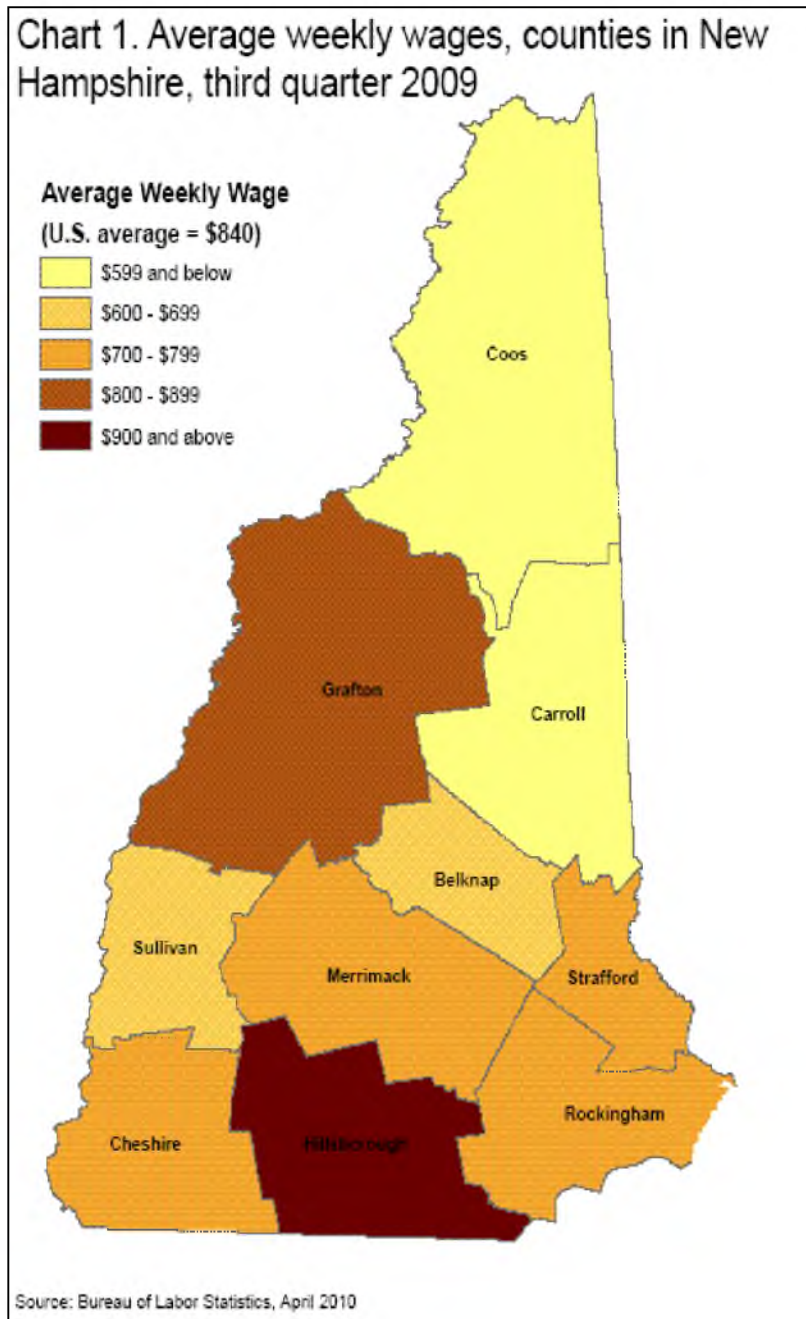 Chart 1. Average weekly wages, counties in New
Hampshire, third quarter 2009
Average Weekly Wage
(U.S. average = $840)
$599 and below
$600 - $699
$700 - $799
$800 - $899
$900 and above
Coos
Grafton
Carroll
Belknap
Sullivan
Merrimack
Strafford
Rockingham
Cheshire
Hillsborough
Source: Bureau of Labor Statistics, April 2010